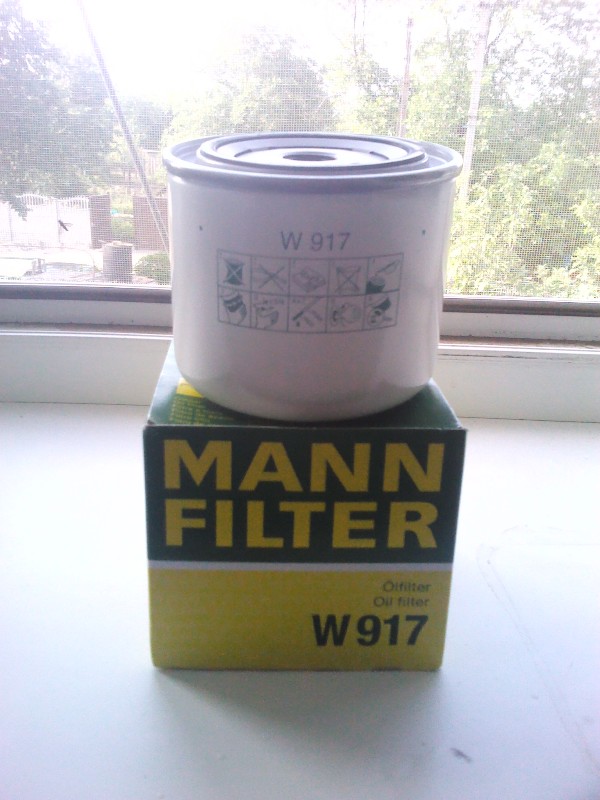 W 917
MANN
FILTER
Ölfilter
Oil filter
W 917